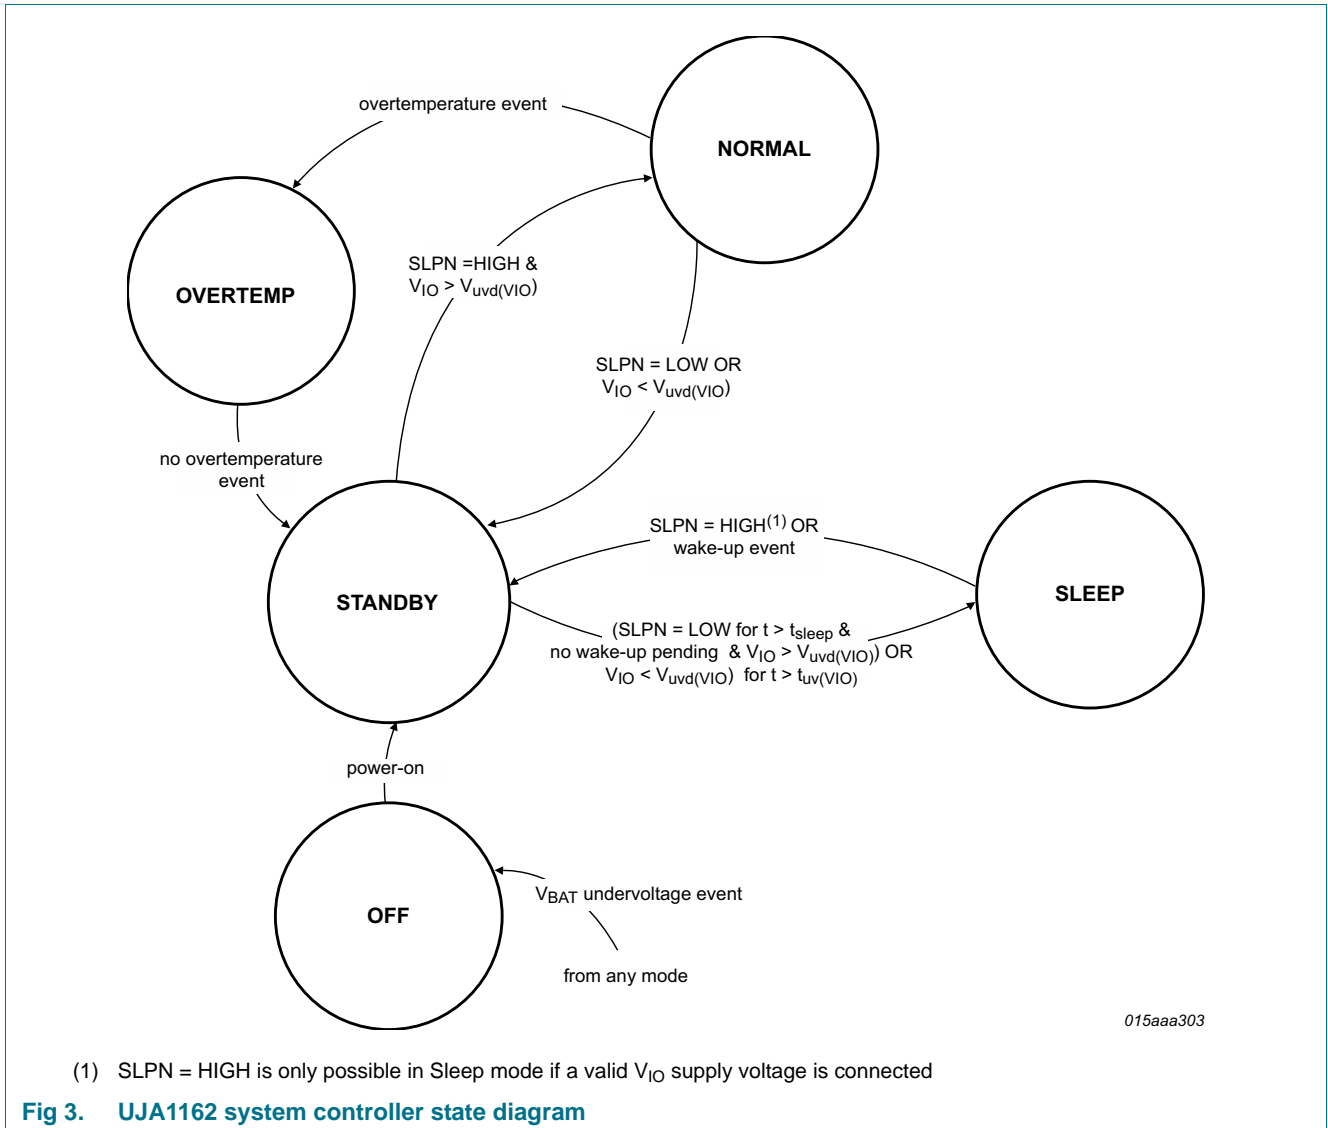 overtemperature event
NORMAL
SLPN =HIGH &
VIO > Vuvd(VIO)
OVERTEMP
SLPN = LOW OR
VIO < Vuvd(VIO)
no overtemperature
event
SLPN = HIGH(1) OR
wake-up event
STANDBY
SLEEP
(SLPN = LOW for t > tsleep &
no wake-up pending & VIO > Vuvd(VIO)) OR
VIO < Vuvd(VIO) for t > tuv(VIO)
power-on
VBAT undervoltage event
OFF
from any mode
015aaa303
(1) SLPN = HIGH is only possible in Sleep mode if a valid VIO supply voltage is connected
Fig 3. UJA1162 system controller state diagram